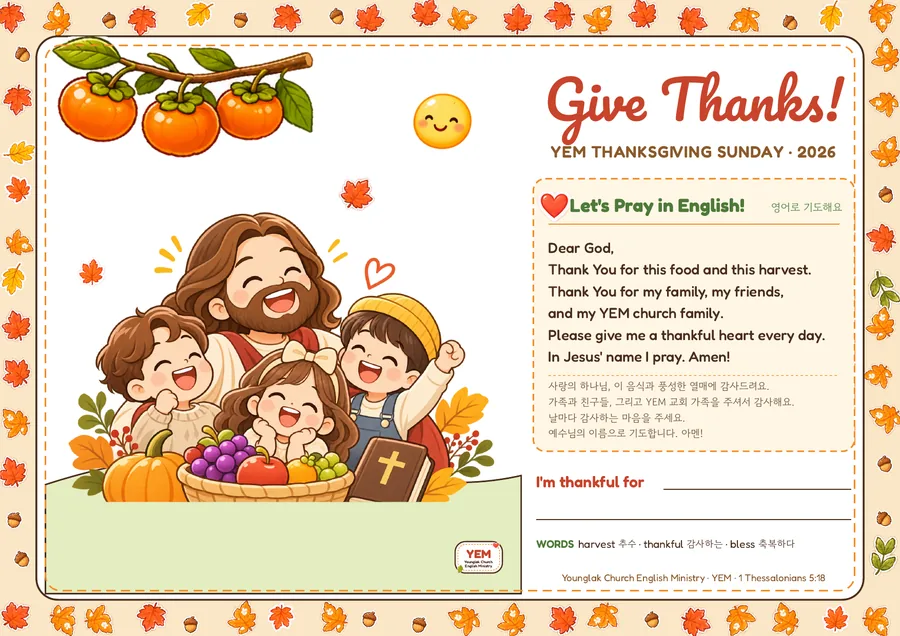 Give Thanks!
YEM THANKSGIVING SUNDAY · 2026
Let's Pray in English! 영어로 기도해요
Dear God,
Thank You for this food and this harvest.
Thank You for my family, my friends,
and my YEM church family.
Please give me a thankful heart every day.
In Jesus' name I pray. Amen!
사랑의 하나님, 이 음식과 풍성한 열매에 감사드려요.
가족과 친구들, 그리고 YEM 교회 가족을 주셔서 감사해요.
날마다 감사하는 마음을 주세요.
예수님의 이름으로 기도합니다. 아멘!
I'm thankful for
WORDS harvest 추수 · thankful 감사하는 · bless 축복하다
Younglak Church English Ministry · YEM · 1 Thessalonians 5:18
YEM
Younglak Church
English Ministry